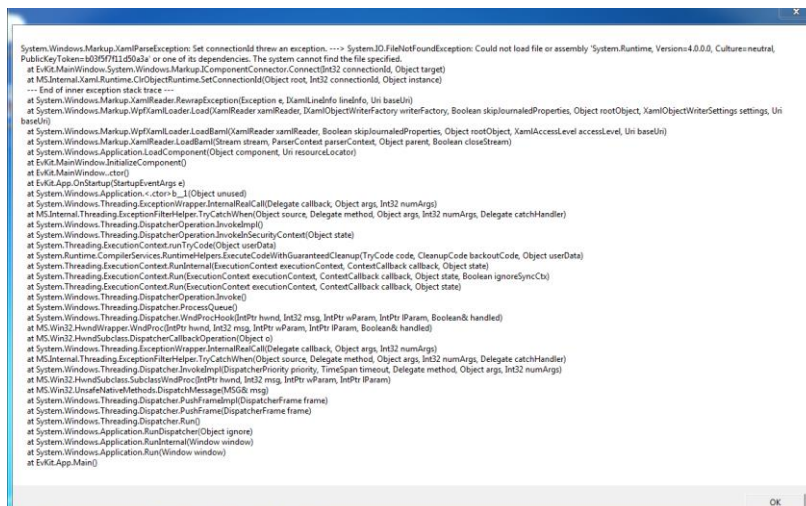 System.Windows.Markup.XamlParseException: Set connectionId threw an exception. ---> System.IO.FileNotFoundException: Could not load file or assembly 'System.Runtime, Version=4.0.0.0, Culture=neutral,
PublicKeyToken=b03f5f7f11d50a3a' or one of its dependencies. The system cannot find the file specified.
at EvKit.MainWindow.System.Windows.Markup.IComponentConnector.Connect(Int32 connectionId, Object target)
at MS.Internal.Xaml.Runtime.ClrObjectRuntime.SetConnectionId(Object root, Int32 connectionId, Object instance)
--- End of inner exception stack trace ---
at System.Windows.Markup.XamlReader.RewrapException(Exception e, IXamlLineInfo lineInfo, Uri baseUri)
at System.Windows.Markup.WpfXamlLoader.Load(XamlReader xamlReader, IXamlObjectWriterFactory writerFactory, Boolean skipJournaledProperties, Object rootObject, XamlObjectWriterSettings settings, Uri
baseUri)
at System.Windows.Markup.WpfXamlLoader.LoadBaml(XamlReader xamlReader, Boolean skipJournaledProperties, Object rootObject, XamlAccessLevel accessLevel, Uri baseUri)
at System.Windows.Markup.XamlReader.LoadBaml(Stream stream, ParserContext parserContext, Object parent, Boolean closeStream)
at System.Windows.Application.LoadComponent(Object component, Uri resourceLocator)
at EvKit.MainWindow.InitializeComponent()
at EvKit.MainWindow..ctor()
at EvKit.App.OnStartup(StartupEventArgs e)
at System.Windows.Application.<.ctor>b__1(Object unused)
at System.Windows.Threading.ExceptionWrapper.InternalRealCall(Delegate callback, Object args, Int32 numArgs)
at MS.Internal.Threading.ExceptionFilterHelper.TryCatchWhen(Object source, Delegate method, Object args, Int32 numArgs, Delegate catchHandler)
at System.Windows.Threading.DispatcherOperation.InvokeImpl()
at System.Windows.Threading.DispatcherOperation.InvokeInSecurityContext(Object state)
at System.Threading.ExecutionContext.runTryCode(Object userData)
at System.Runtime.CompilerServices.RuntimeHelpers.ExecuteCodeWithGuaranteedCleanup(TryCode code, CleanupCode backoutCode, Object userData)
at System.Threading.ExecutionContext.RunInternal(ExecutionContext executionContext, ContextCallback callback, Object state)
at System.Threading.ExecutionContext.Run(ExecutionContext executionContext, ContextCallback callback, Object state, Boolean ignoreSyncCtx)
at System.Threading.ExecutionContext.Run(ExecutionContext executionContext, ContextCallback callback, Object state)
at System.Windows.Threading.DispatcherOperation.Invoke()
at System.Windows.Threading.Dispatcher.ProcessQueue()
at System.Windows.Threading.Dispatcher.WndProcHook(IntPtr hwnd, Int32 msg, IntPtr wParam, IntPtr lParam, Boolean& handled)
at MS.Win32.HwndWrapper.WndProc(IntPtr hwnd, Int32 msg, IntPtr wParam, IntPtr lParam, Boolean& handled)
at MS.Win32.HwndSubclass.DispatcherCallbackOperation(Object o)
at System.Windows.Threading.ExceptionWrapper.InternalRealCall(Delegate callback, Object args, Int32 numArgs)
at MS.Internal.Threading.ExceptionFilterHelper.TryCatchWhen(Object source, Delegate method, Object args, Int32 numArgs, Delegate catchHandler)
at System.Windows.Threading.Dispatcher.InvokeImpl(DispatcherPriority priority, TimeSpan timeout, Delegate method, Object args, Int32 numArgs)
at MS.Win32.HwndSubclass.SubclassWndProc(IntPtr hwnd, Int32 msg, IntPtr wParam, IntPtr lParam)
at MS.Win32.UnsafeNativeMethods.DispatchMessage(MSG& msg)
at System.Windows.Threading.Dispatcher.PushFrameImpl(DispatcherFrame frame)
at System.Windows.Threading.Dispatcher.PushFrame(DispatcherFrame frame)
at System.Windows.Threading.Dispatcher.Run()
at System.Windows.Application.RunDispatcher(Object ignore)
at System.Windows.Application.RunInternal(Window window)
at System.Windows.Application.Run(Window window)
at EvKit.App.Main()
OK